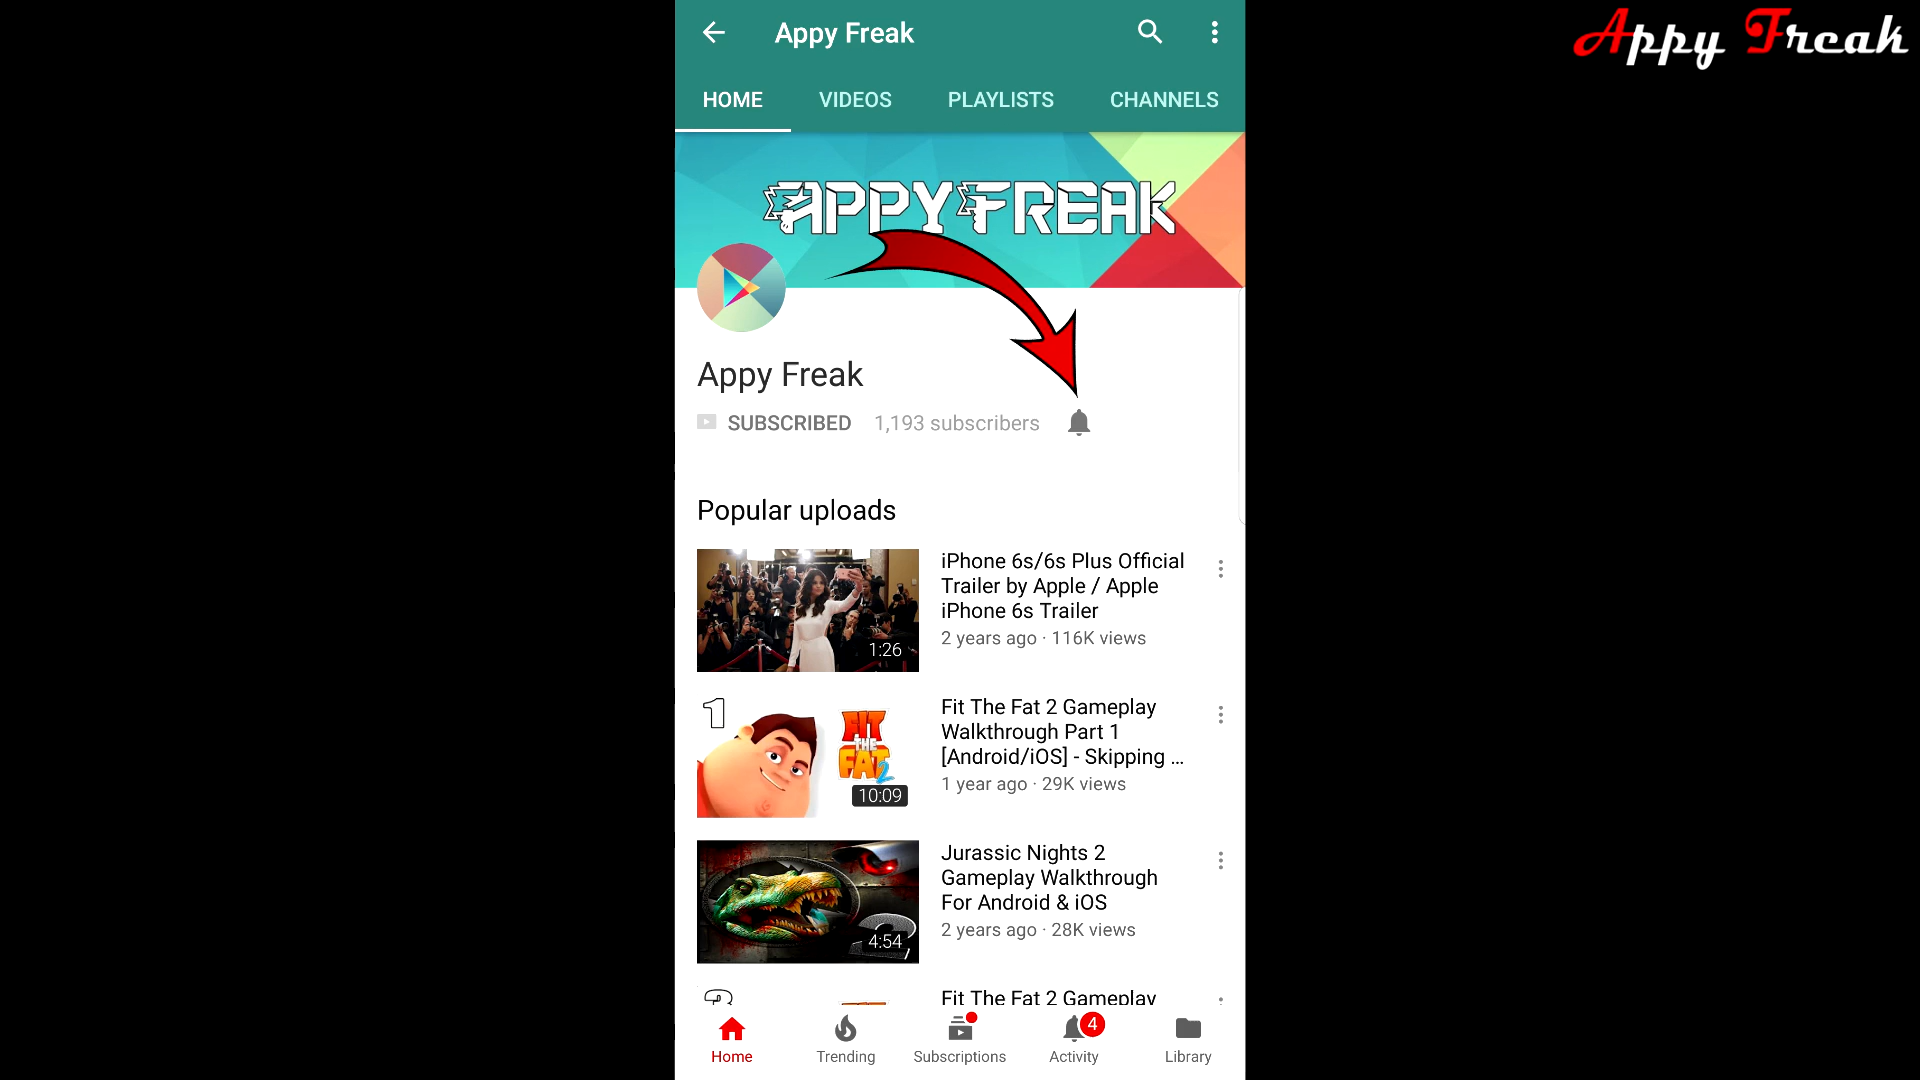 Appy Freak
Appy Freak
HOME VIDEOS PLAYLISTS CHANNELS
APPY FREAK
Appy Freak
SUBSCRIBED 1,193 subscribers
Popular uploads
iPhone 6s/6s Plus Official
Trailer by Apple / Apple
iPhone 6s Trailer
2 years ago · 116K views
1:26
1
FIT
THE
FAT
2
10:09
Fit The Fat 2 Gameplay
Walkthrough Part 1
[Android/iOS] - Skipping ...
1 year ago · 29K views
Jurassic Nights 2
Gameplay Walkthrough
For Android & iOS
2 years ago · 28K views
2
4:54
Fit The Fat 2 Gameplay
4
Home Trending Subscriptions Activity Library